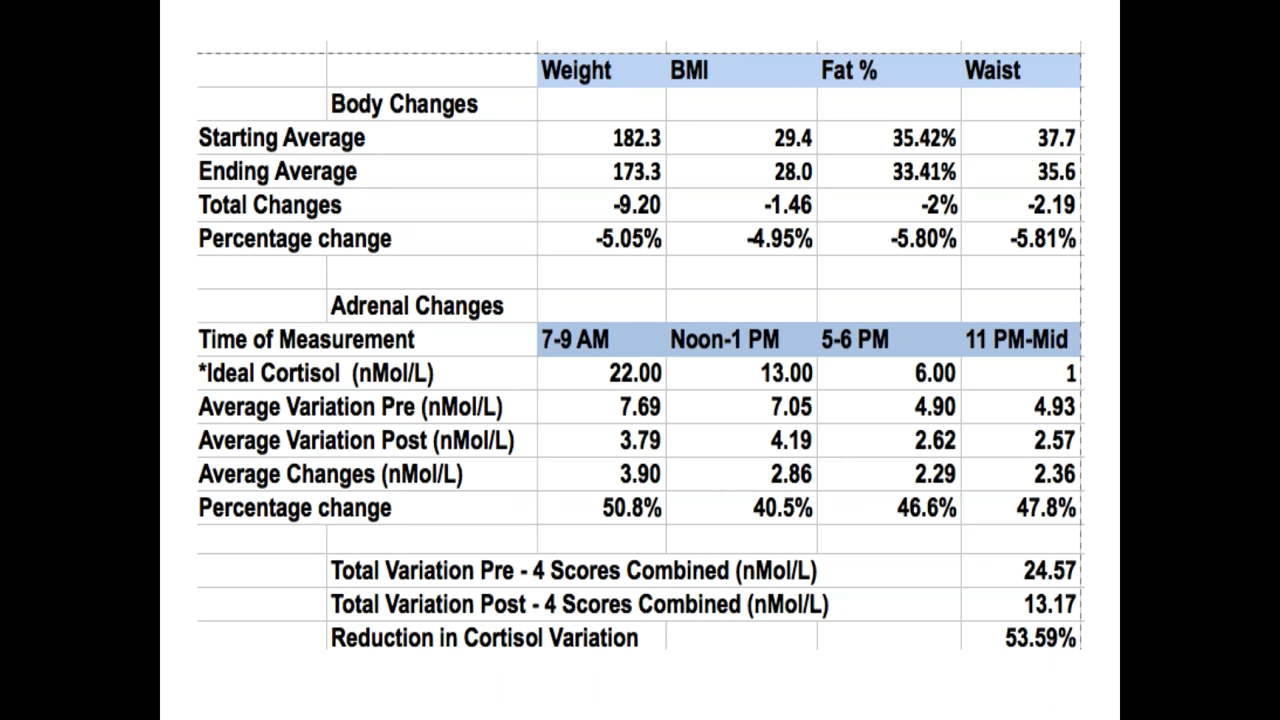 Weight BMI Fat % Waist
Body Changes
Starting Average 182.3 29.4 35.42% 37.7
Ending Average 173.3 28.0 33.41% 35.6
Total Changes -9.20 -1.46 -2% -2.19
Percentage change -5.05% -4.95% -5.80% -5.81%
Adrenal Changes
Time of Measurement 7-9 AM Noon-1 PM 5-6 PM 11 PM-Mid
*Ideal Cortisol (nMol/L) 22.00 13.00 6.00 1
Average Variation Pre (nMol/L) 7.69 7.05 4.90 4.93
Average Variation Post (nMol/L) 3.79 4.19 2.62 2.57
Average Changes (nMol/L) 3.90 2.86 2.29 2.36
Percentage change 50.8% 40.5% 46.6% 47.8%
Total Variation Pre - 4 Scores Combined (nMol/L) 24.57
Total Variation Post - 4 Scores Combined (nMol/L) 13.17
Reduction in Cortisol Variation 53.59%